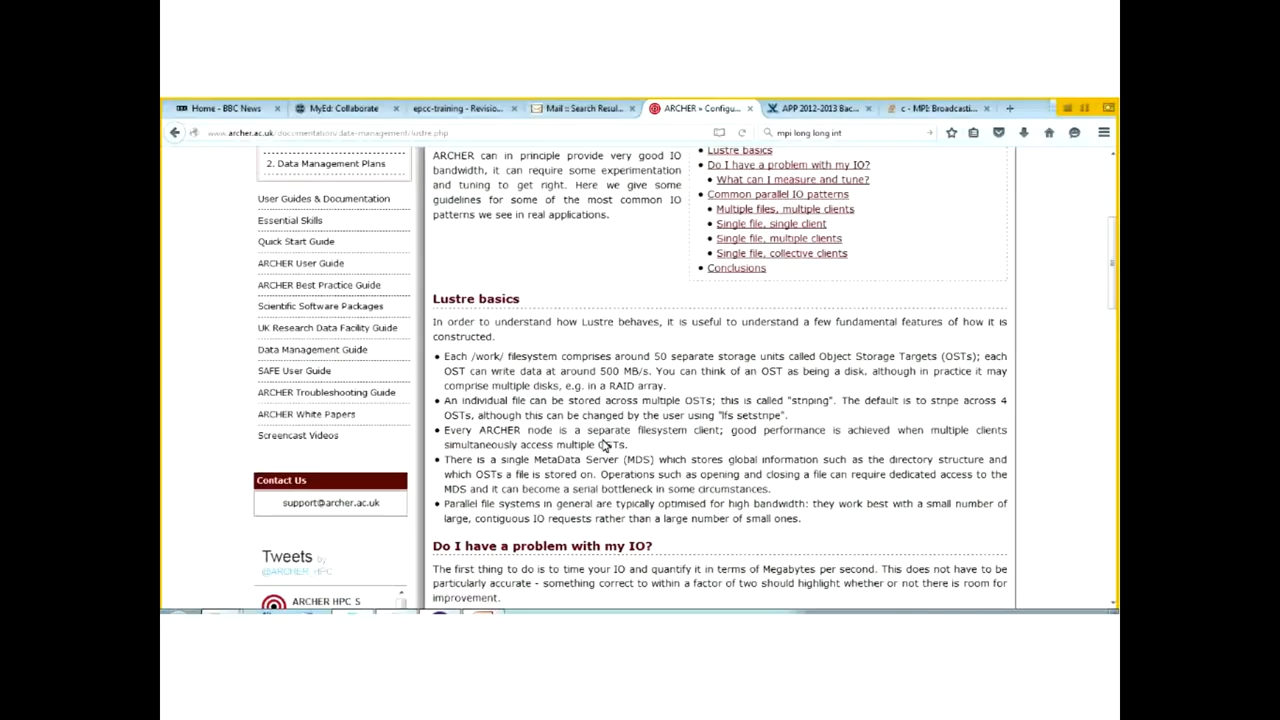 Home - BBC News
MyEd: Collaborate
epcc-training - Revisio...
Mail :: Search Resul...
ARCHER » Configu...
APP 2012-2013 Bac...
c - MPI: Broadcasti...
www.archer.ac.uk/documentation/data-management/lustre.php
mpi long long int
2. Data Management Plans
User Guides & Documentation
Essential Skills
Quick Start Guide
ARCHER User Guide
ARCHER Best Practice Guide
Scientific Software Packages
UK Research Data Facility Guide
Data Management Guide
SAFE User Guide
ARCHER Troubleshooting Guide
ARCHER White Papers
Screencast Videos
Contact Us
support@archer.ac.uk
Tweets by
@ARCHER_HPC
ARCHER HPC S
ARCHER can in principle provide very good IO
bandwidth, it can require some experimentation
and tuning to get right. Here we give some
guidelines for some of the most common IO
patterns we see in real applications.
Lustre basics
Do I have a problem with my IO?
What can I measure and tune?
Common parallel IO patterns
Multiple files, multiple clients
Single file, single client
Single file, multiple clients
Single file, collective clients
Conclusions
Lustre basics
In order to understand how Lustre behaves, it is useful to understand a few fundamental features of how it is
constructed.
Each /work/ filesystem comprises around 50 separate storage units called Object Storage Targets (OSTs); each
OST can write data at around 500 MB/s. You can think of an OST as being a disk, although in practice it may
comprise multiple disks, e.g. in a RAID array.
An individual file can be stored across multiple OSTs; this is called "striping". The default is to stripe across 4
OSTs, although this can be changed by the user using "lfs setstripe".
Every ARCHER node is a separate filesystem client; good performance is achieved when multiple clients
simultaneously access multiple OSTs.
There is a single MetaData Server (MDS) which stores global information such as the directory structure and
which OSTs a file is stored on. Operations such as opening and closing a file can require dedicated access to the
MDS and it can become a serial bottleneck in some circumstances.
Parallel file systems in general are typically optimised for high bandwidth: they work best with a small number of
large, contiguous IO requests rather than a large number of small ones.
Do I have a problem with my IO?
The first thing to do is to time your IO and quantify it in terms of Megabytes per second. This does not have to be
particularly accurate - something correct to within a factor of two should highlight whether or not there is room for
improvement.